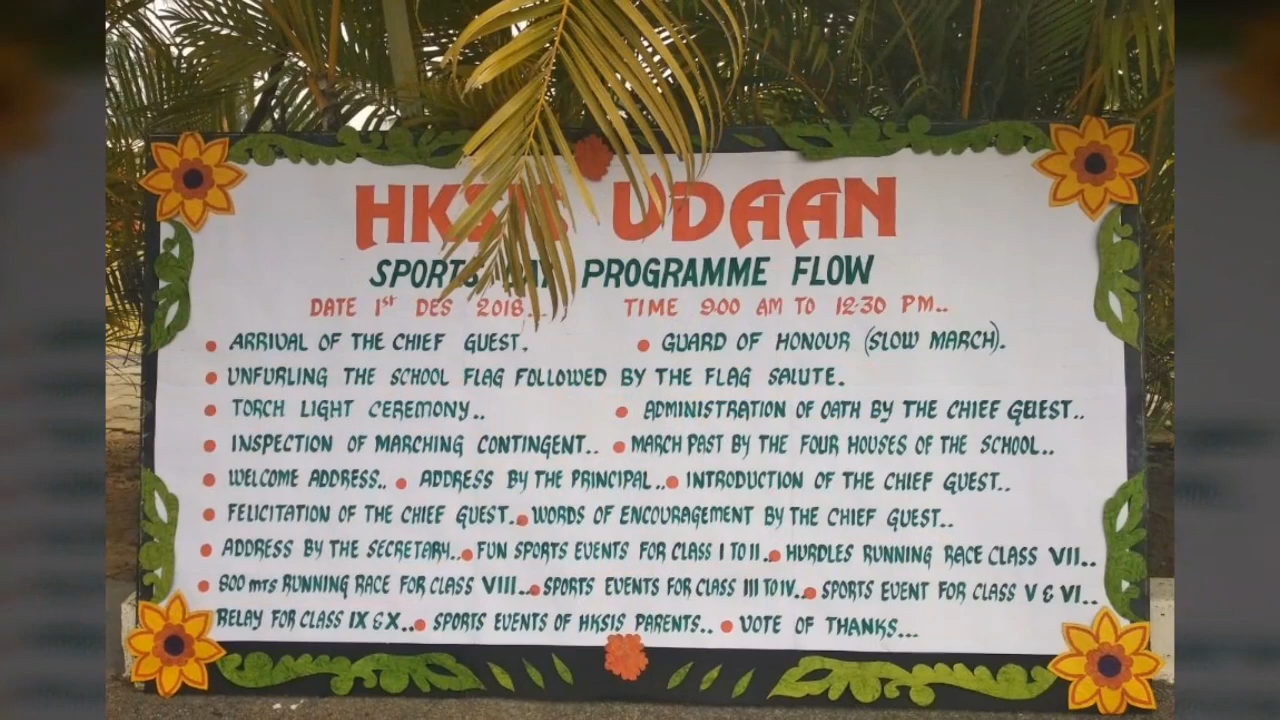 HKSIS UDAAN
SPORTS DAY PROGRAMME FLOW
DATE 1st DES 2018.. TIME 9:00 AM TO 12:30 PM..
• ARRIVAL OF THE CHIEF GUEST. • GUARD OF HONOUR (SLOW MARCH).
• UNFURLING THE SCHOOL FLAG FOLLOWED BY THE FLAG SALUTE.
• TORCH LIGHT CEREMONY.. • ADMINISTRATION OF OATH BY THE CHIEF GUEST..
• INSPECTION OF MARCHING CONTINGENT.. • MARCH PAST BY THE FOUR HOUSES OF THE SCHOOL..
• WELCOME ADDRESS.. • ADDRESS BY THE PRINCIPAL.. • INTRODUCTION OF THE CHIEF GUEST..
• FELICITATION OF THE CHIEF GUEST.. • WORDS OF ENCOURAGEMENT BY THE CHIEF GUEST..
• ADDRESS BY THE SECRETARY.. • FUN SPORTS EVENTS FOR CLASS I TO II.. • HURDLES RUNNING RACE CLASS VII..
• 800 mts RUNNING RACE FOR CLASS VIII.. • SPORTS EVENTS FOR CLASS III TO IV.. • SPORTS EVENT FOR CLASS V & VI..
RELAY FOR CLASS IX & X.. • SPORTS EVENTS OF HKSIS PARENTS.. • VOTE OF THANKS...